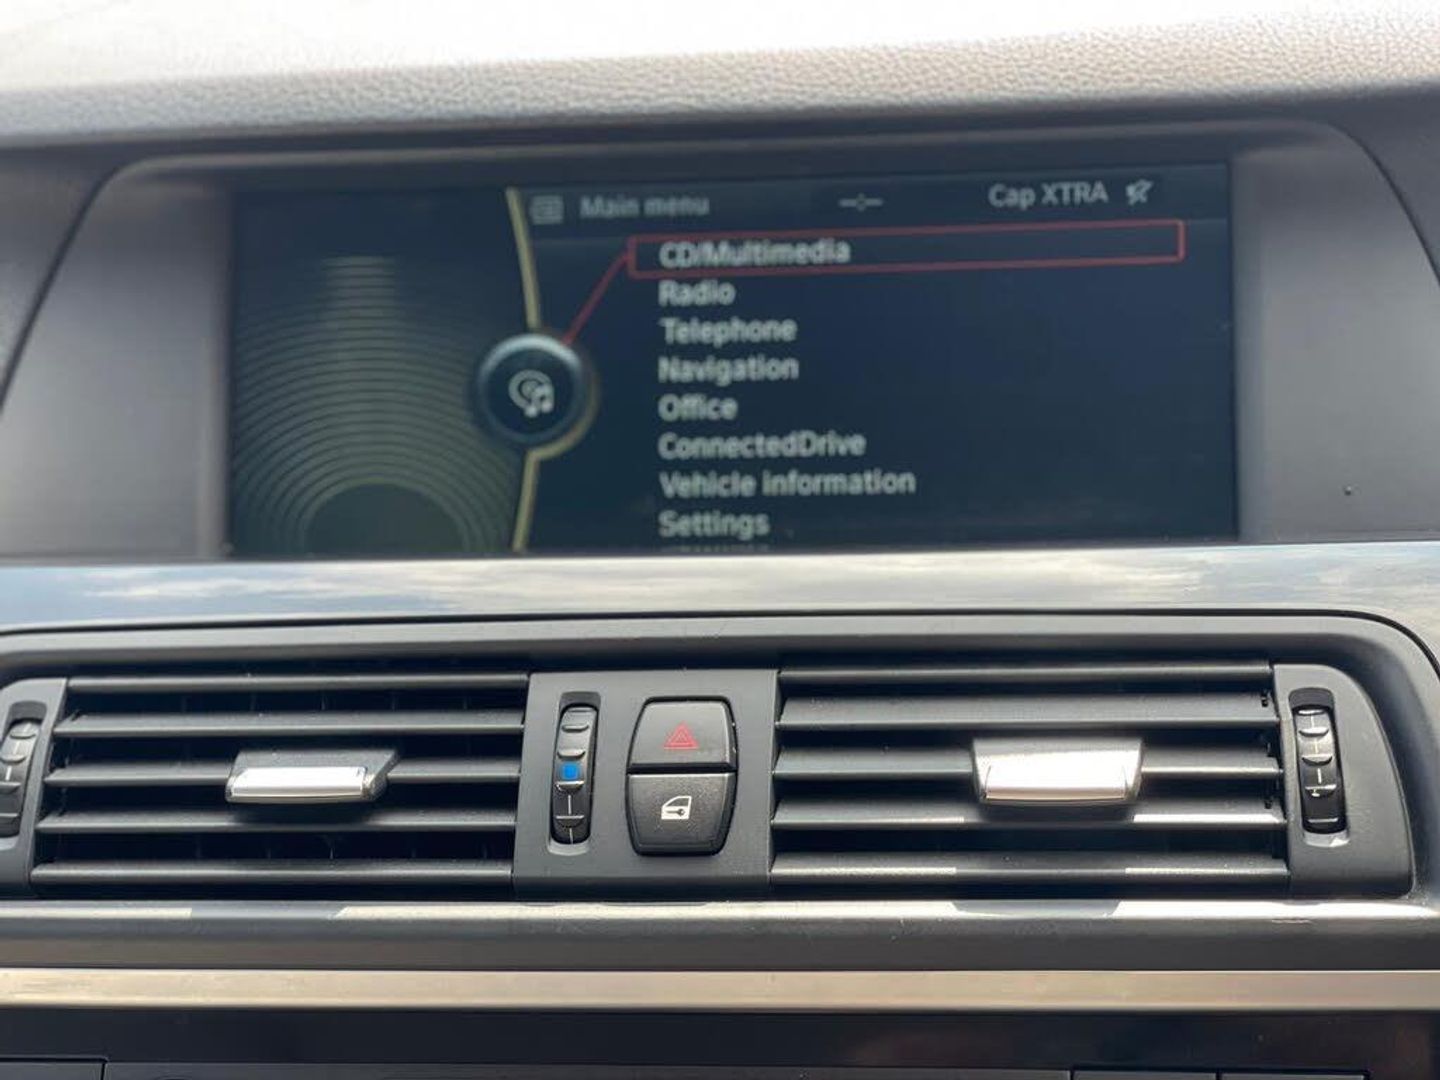 Main menu
Cap XTRA
CD/Multimedia
Radio
Telephone
Navigation
Office
ConnectedDrive
Vehicle information
Settings